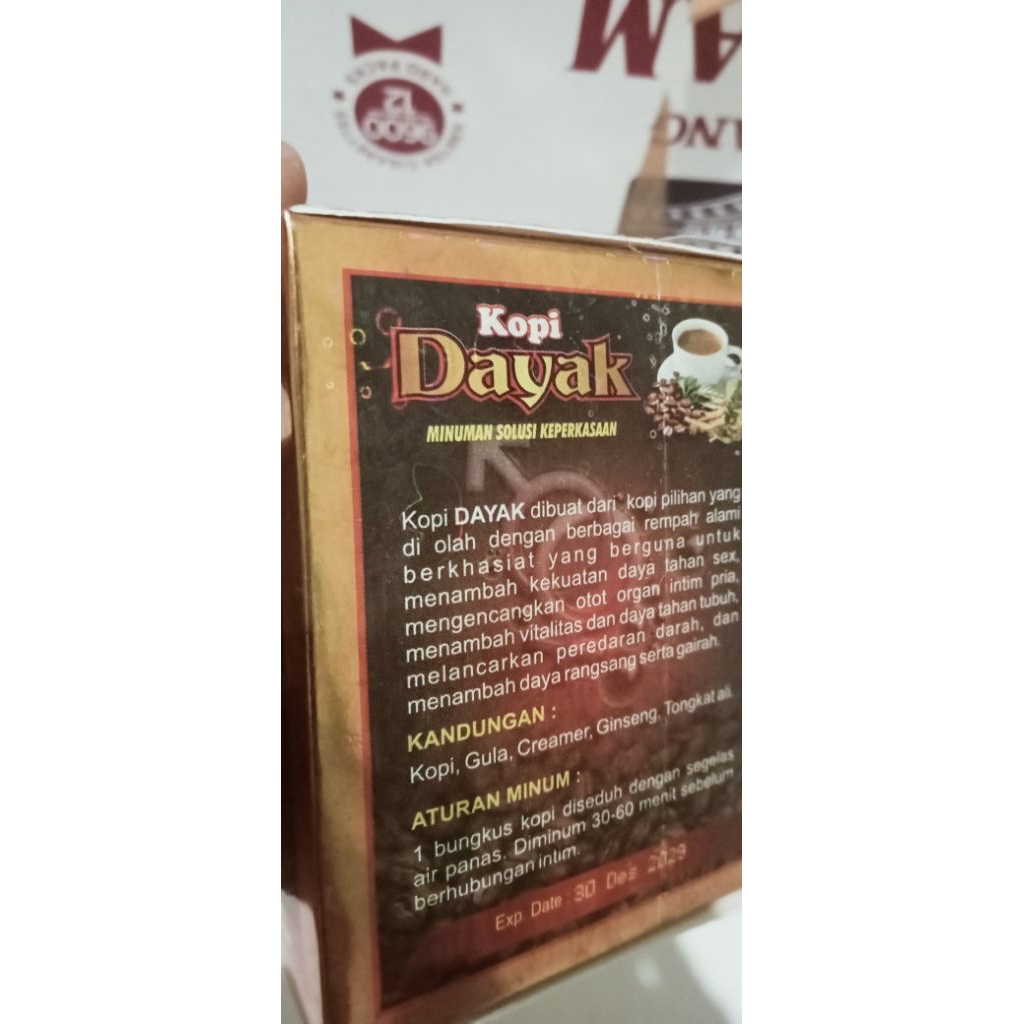 Kopi
Dayak
MINUMAN SOLUSI KEPERKASAAN
Kopi DAYAK dibuat dari kopi pilihan yang
di olah dengan berbagai rempah alami
berkhasiat yang berguna untuk
menambah kekuatan daya tahan sex,
mengencangkan otot organ intim pria,
menambah vitalitas dan daya tahan tubuh,
melancarkan peredaran darah, dan
menambah daya rangsang serta gairah.
KANDUNGAN :
Kopi, Gula, Creamer, Ginseng, Tongkat ali.
ATURAN MINUM :
1 bungkus kopi diseduh dengan segelas
air panas. Diminum 30-60 menit sebelum
berhubungan intim.
Exp. Date : 30 Des 2029